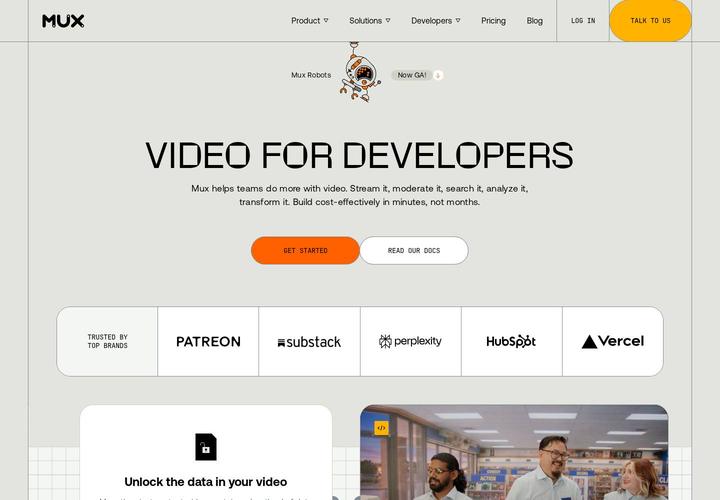 MUX
Product
Solutions
Developers
Pricing
Blog
LOG IN
TALK TO US
Mux Robots
Now GA!
VIDEO FOR DEVELOPERS
Mux helps teams do more with video. Stream it, moderate it, search it, analyze it,
transform it. Build cost-effectively in minutes, not months.
GET STARTED
READ OUR DOCS
TRUSTED BY
TOP BRANDS
PATREON
substack
perplexity
HubSpot
Vercel
</>
ACTION
Unlock the data in your video